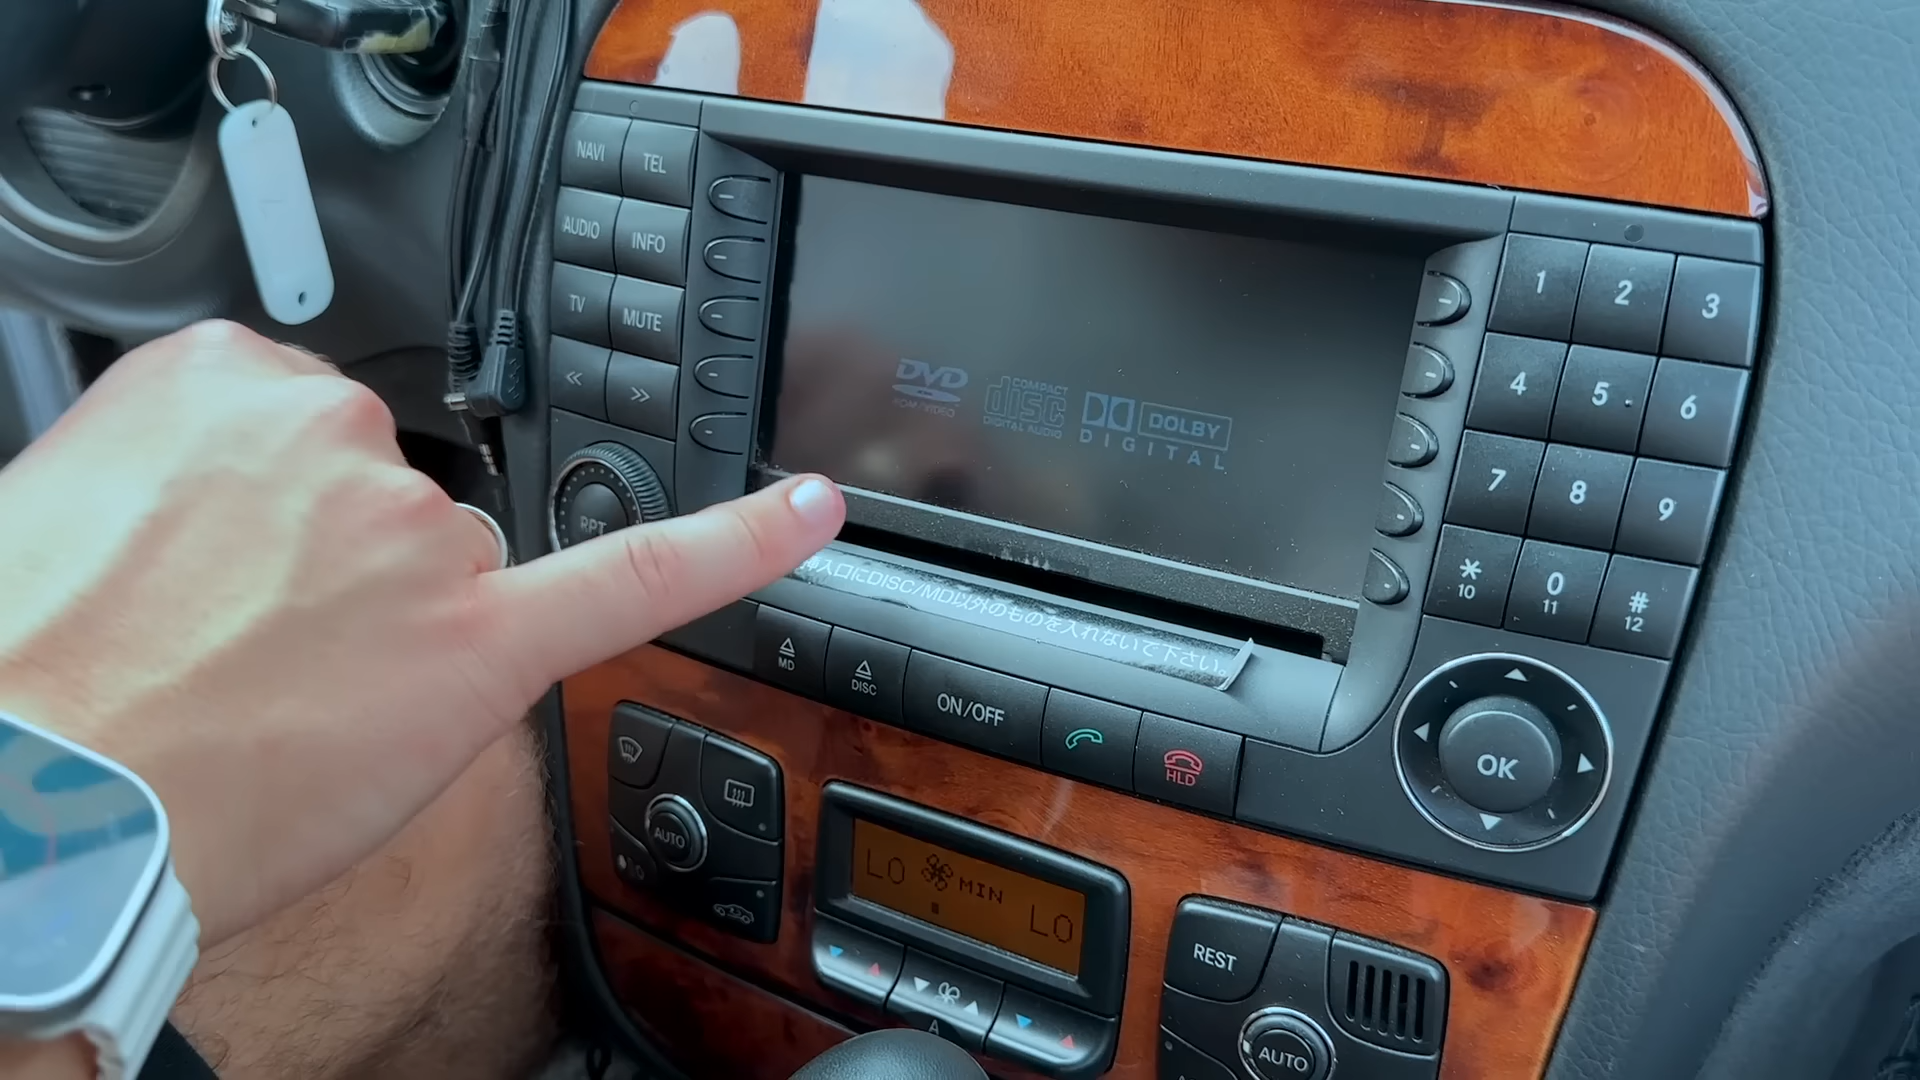 NAVI
TEL
AUDIO
INFO
TV
MUTE
«
»
RPT
DVD
ROM/VIDEO
COMPACT
disc
DIGITAL AUDIO
DOLBY
DIGITAL
1
2
3
4
5
6
7
8
9
*
10
0
11
#
12
入口にDISC/MD以外のものを入れないで下さい。
MD
DISC
ON/OFF
HLD
OK
AUTO
LO
MIN
LO
A
REST
AUTO